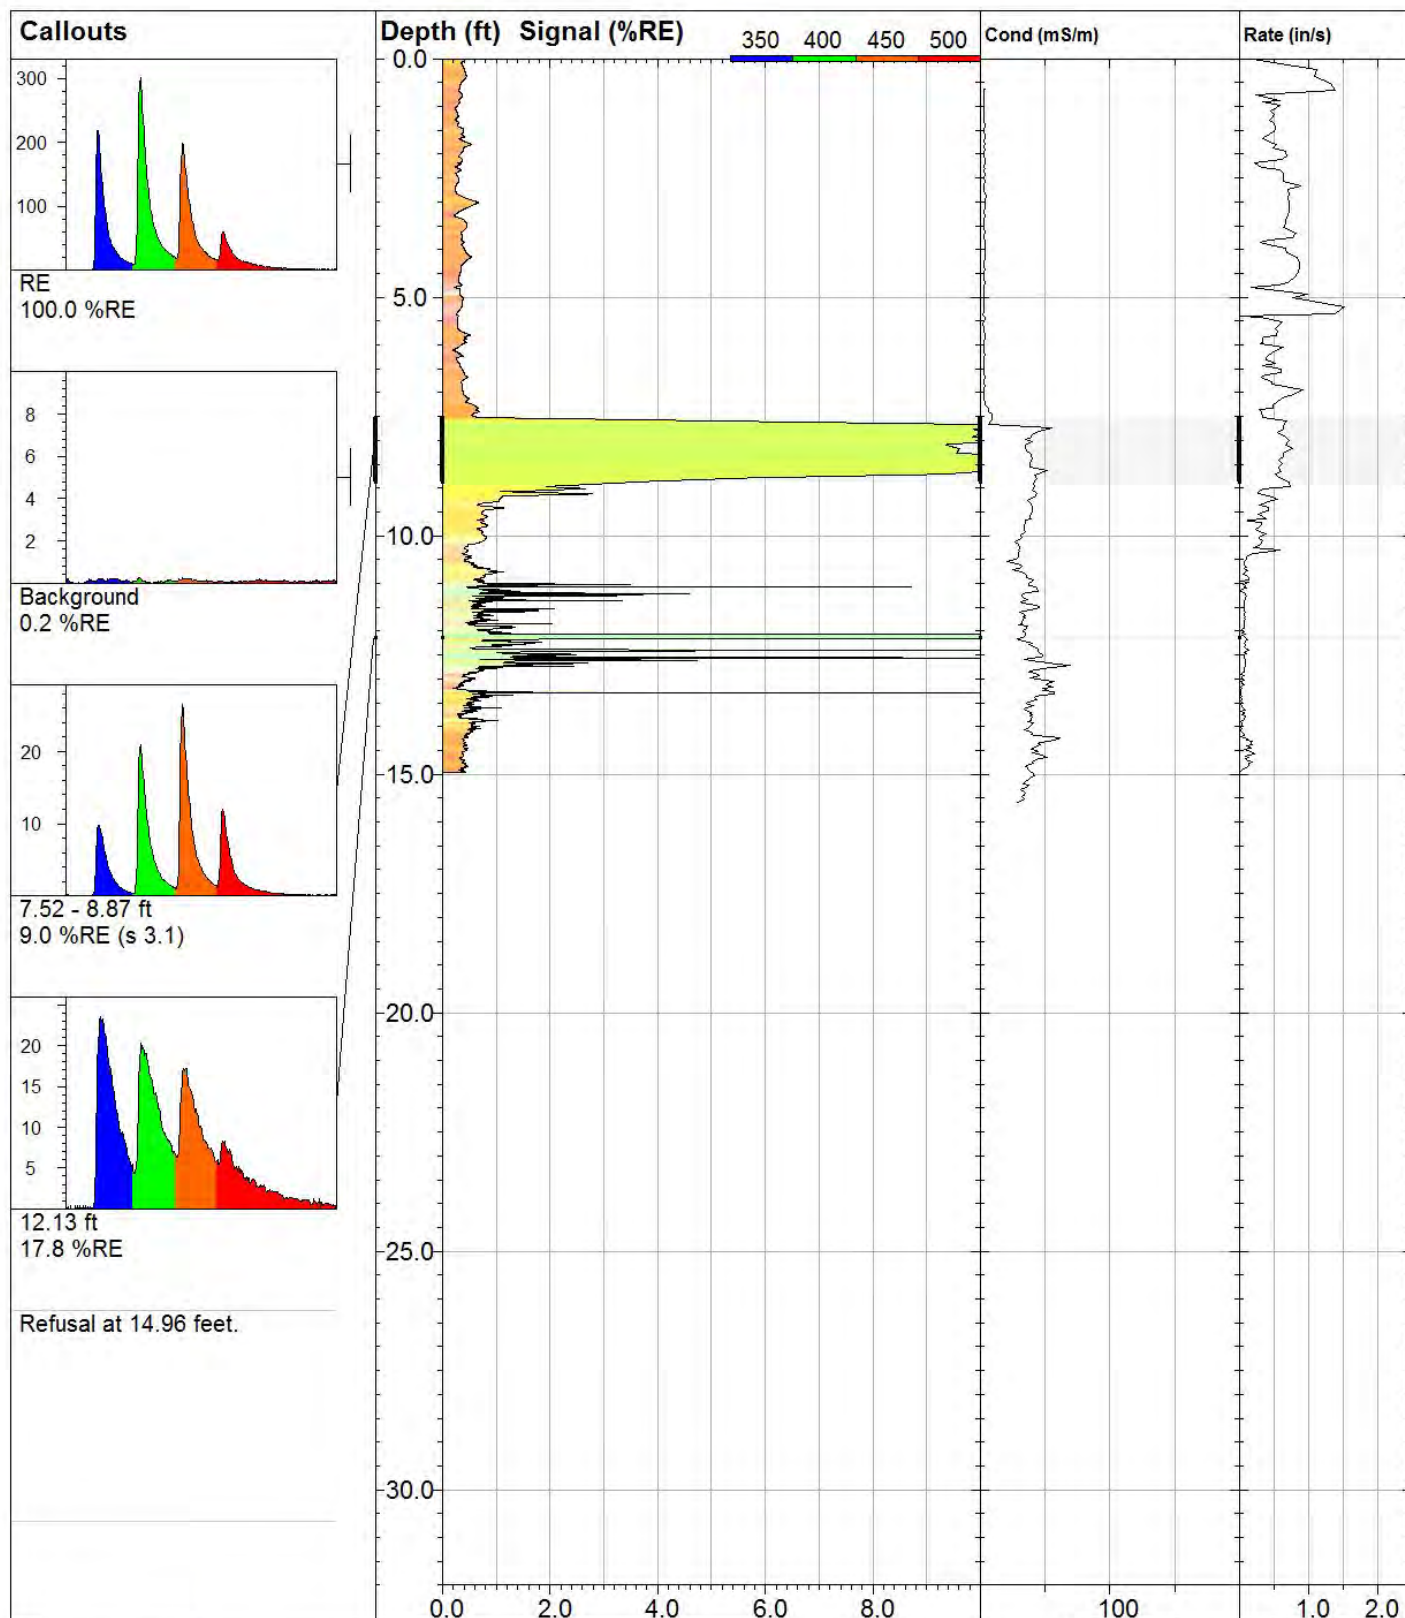 Callouts
Depth (ft) Signal (%RE)
350 400 450 500
Cond (mS/m)
Rate (in/s)
300
200
100
RE
100.0 %RE
8
6
4
2
Background
0.2 %RE
20
10
7.52 - 8.87 ft
9.0 %RE (s 3.1)
20
15
10
5
12.13 ft
17.8 %RE
Refusal at 14.96 feet.
0.0
5.0
10.0
15.0
20.0
25.0
30.0
0.0 2.0 4.0 6.0 8.0
100
1.0 2.0